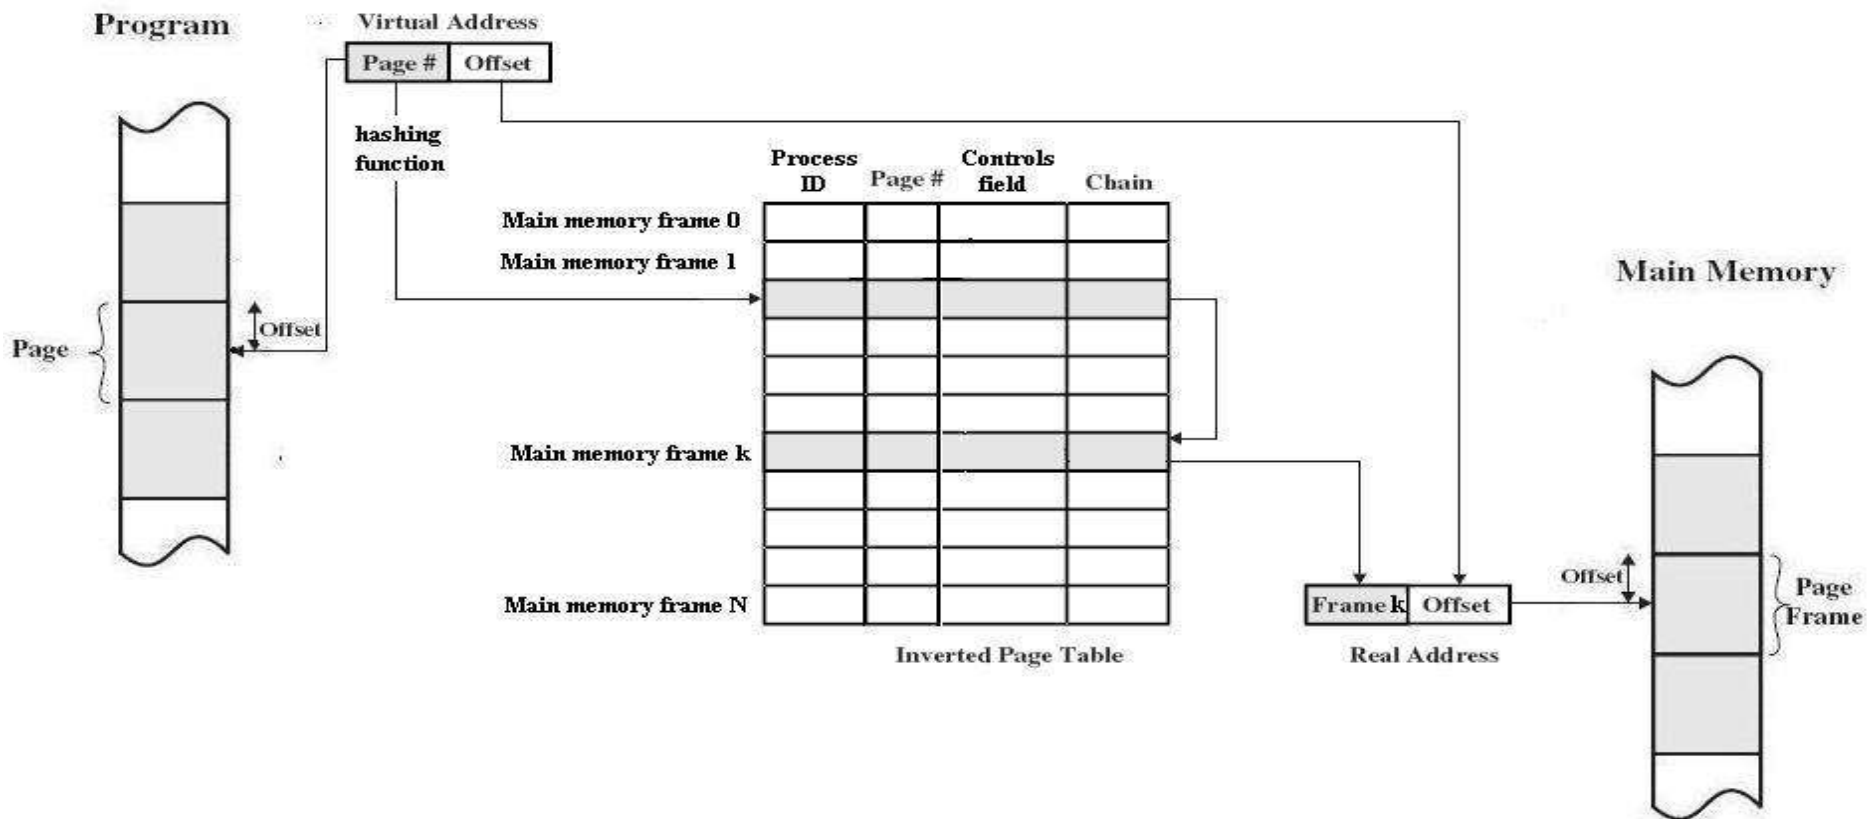 Program
Virtual Address
Page #
Offset
hashing
function
Process
ID
Page #
Controls
field
Chain
Main memory frame 0
Main memory frame 1
Main Memory
Offset
Page
Main memory frame k
Main memory frame N
Offset
Page
Frame
Frame k
Offset
Inverted Page Table
Real Address